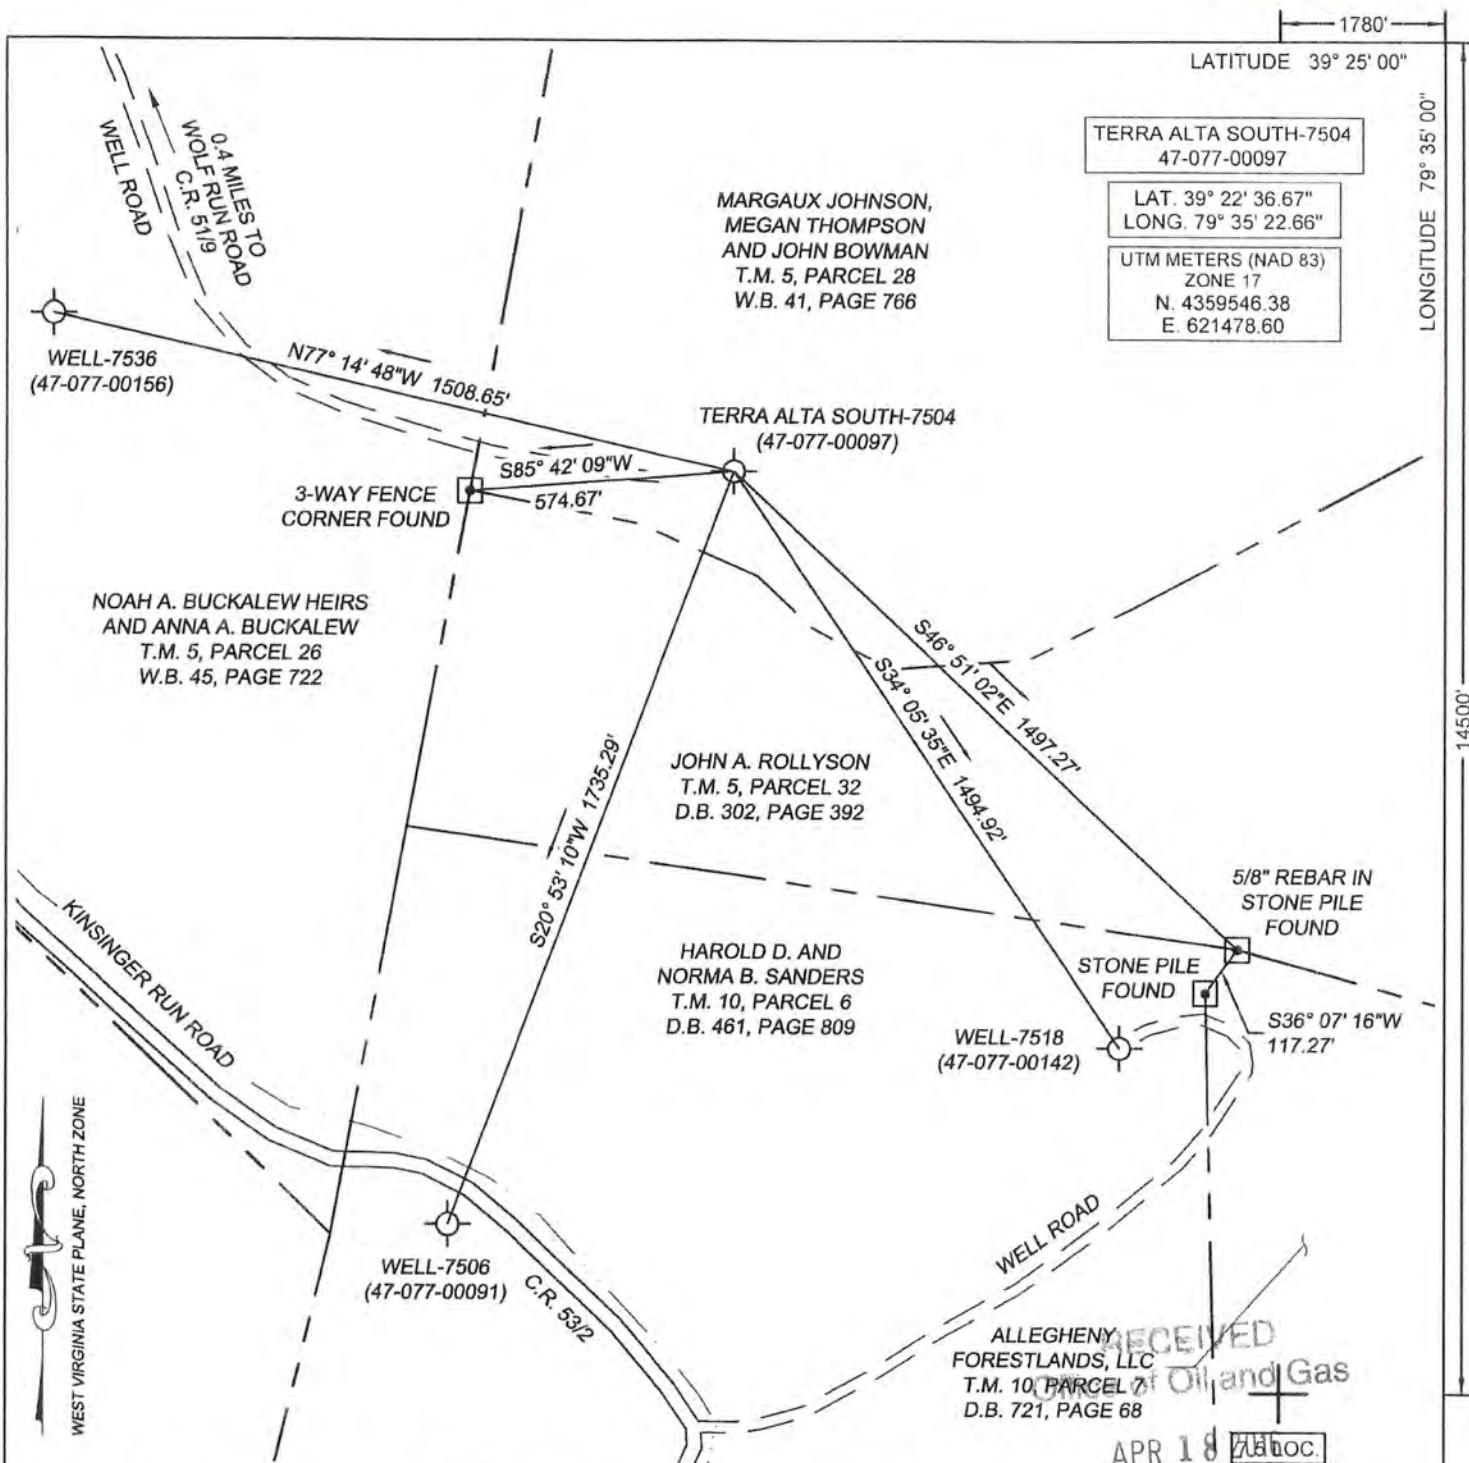 1780'
LATITUDE 39° 25' 00"
LONGITUDE 79° 35' 00"
14500'
TERRA ALTA SOUTH-7504
47-077-00097
LAT. 39° 22' 36.67"
LONG. 79° 35' 22.66"
UTM METERS (NAD 83)
ZONE 17
N. 4359546.38
E. 621478.60
WELL ROAD
0.4 MILES TO
WOLF RUN ROAD
C.R. 51/9
MARGAUX JOHNSON,
MEGAN THOMPSON
AND JOHN BOWMAN
T.M. 5, PARCEL 28
W.B. 41, PAGE 766
WELL-7536
(47-077-00156)
N77° 14' 48"W 1508.65'
TERRA ALTA SOUTH-7504
(47-077-00097)
S85° 42' 09"W
574.67'
3-WAY FENCE
CORNER FOUND
NOAH A. BUCKALEW HEIRS
AND ANNA A. BUCKALEW
T.M. 5, PARCEL 26
W.B. 45, PAGE 722
S46° 51' 02"E 1497.27'
S34° 05' 35"E 1494.92'
S20° 53' 10"W 1735.29'
JOHN A. ROLLYSON
T.M. 5, PARCEL 32
D.B. 302, PAGE 392
5/8" REBAR IN
STONE PILE
FOUND
HAROLD D. AND
NORMA B. SANDERS
T.M. 10, PARCEL 6
D.B. 461, PAGE 809
STONE PILE
FOUND
S36° 07' 16"W
117.27'
WELL-7518
(47-077-00142)
KINSINGER RUN ROAD
WEST VIRGINIA STATE PLANE, NORTH ZONE
WELL-7506
(47-077-00091)
C.R. 53/2
WELL ROAD
ALLEGHENY
FORESTLANDS, LLC
T.M. 10, PARCEL 7
D.B. 721, PAGE 68
RECEIVED
Office of Oil and Gas
APR 18
7.5 LOC.